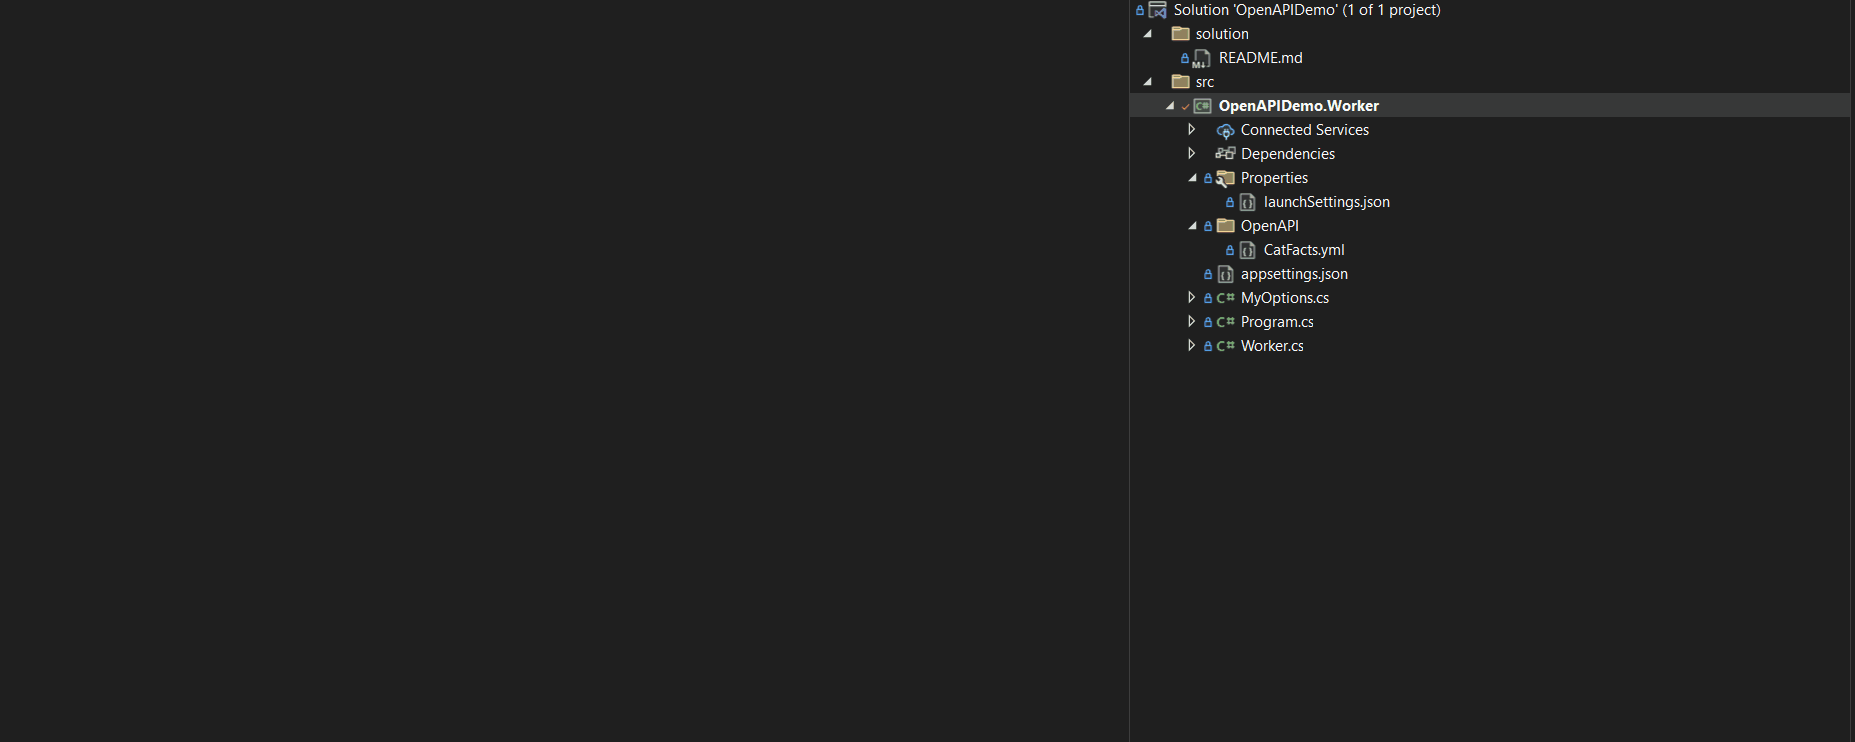 Solution 'OpenAPIDemo' (1 of 1 project)
solution
README.md
src
OpenAPIDemo.Worker
Connected Services
Dependencies
Properties
launchSettings.json
OpenAPI
CatFacts.yml
appsettings.json
C# MyOptions.cs
C# Program.cs
C# Worker.cs